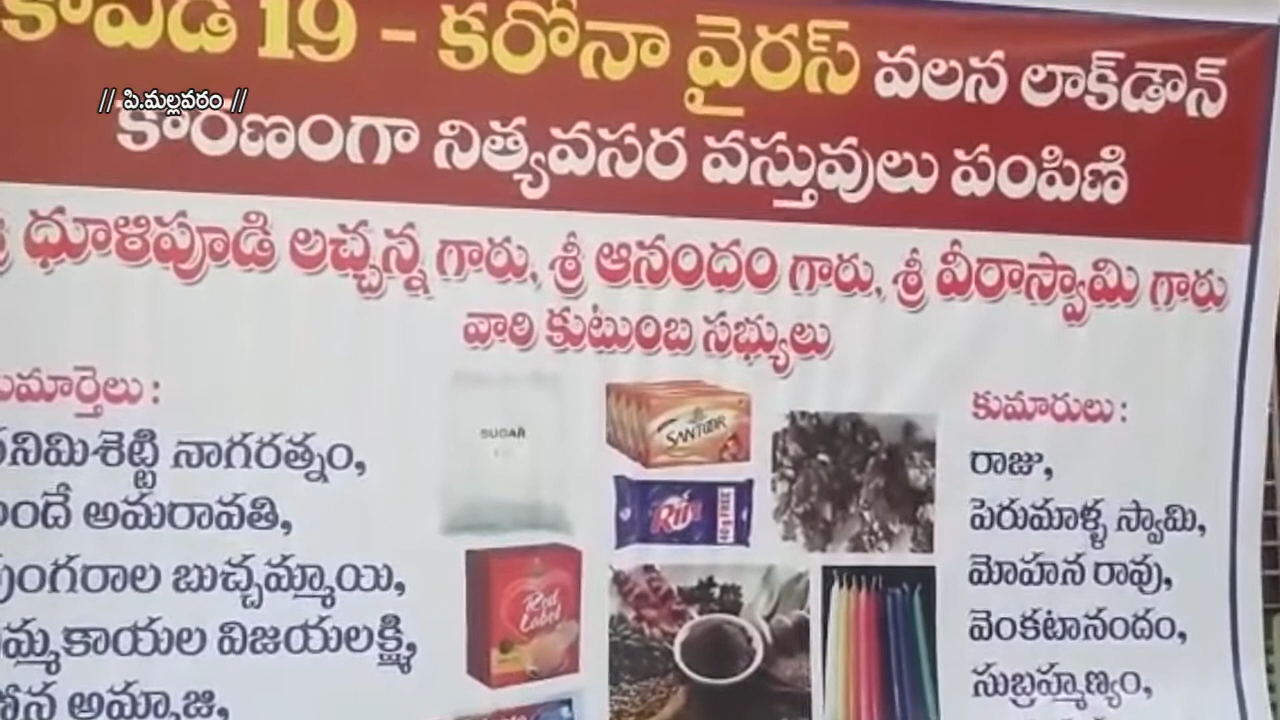 కోవిడ్ 19 - కరోనా వైరస్ వలన లాక్‌డౌన్
// పి.మల్లవరం //
కారణంగా నిత్యవసర వస్తువులు పంపిణి
ధూళిపూడి లచ్చన్న గారు, శ్రీ ఆనందం గారు, శ్రీ వీరాస్వామి గారు
వారి కుటుంబ సభ్యులు
నాగరత్నం,
అమరావతి,
బుచ్చమ్మాయి,
విజయలక్ష్మి,
అమ్మాజి,
SUGAR
SANTOOR
Rin
Red Label
కుమారులు :
రాజు,
పెరుమాళ్ళ స్వామి,
మోహన రావు,
వెంకటానందం,
సుబ్రహ్మణ్యం,